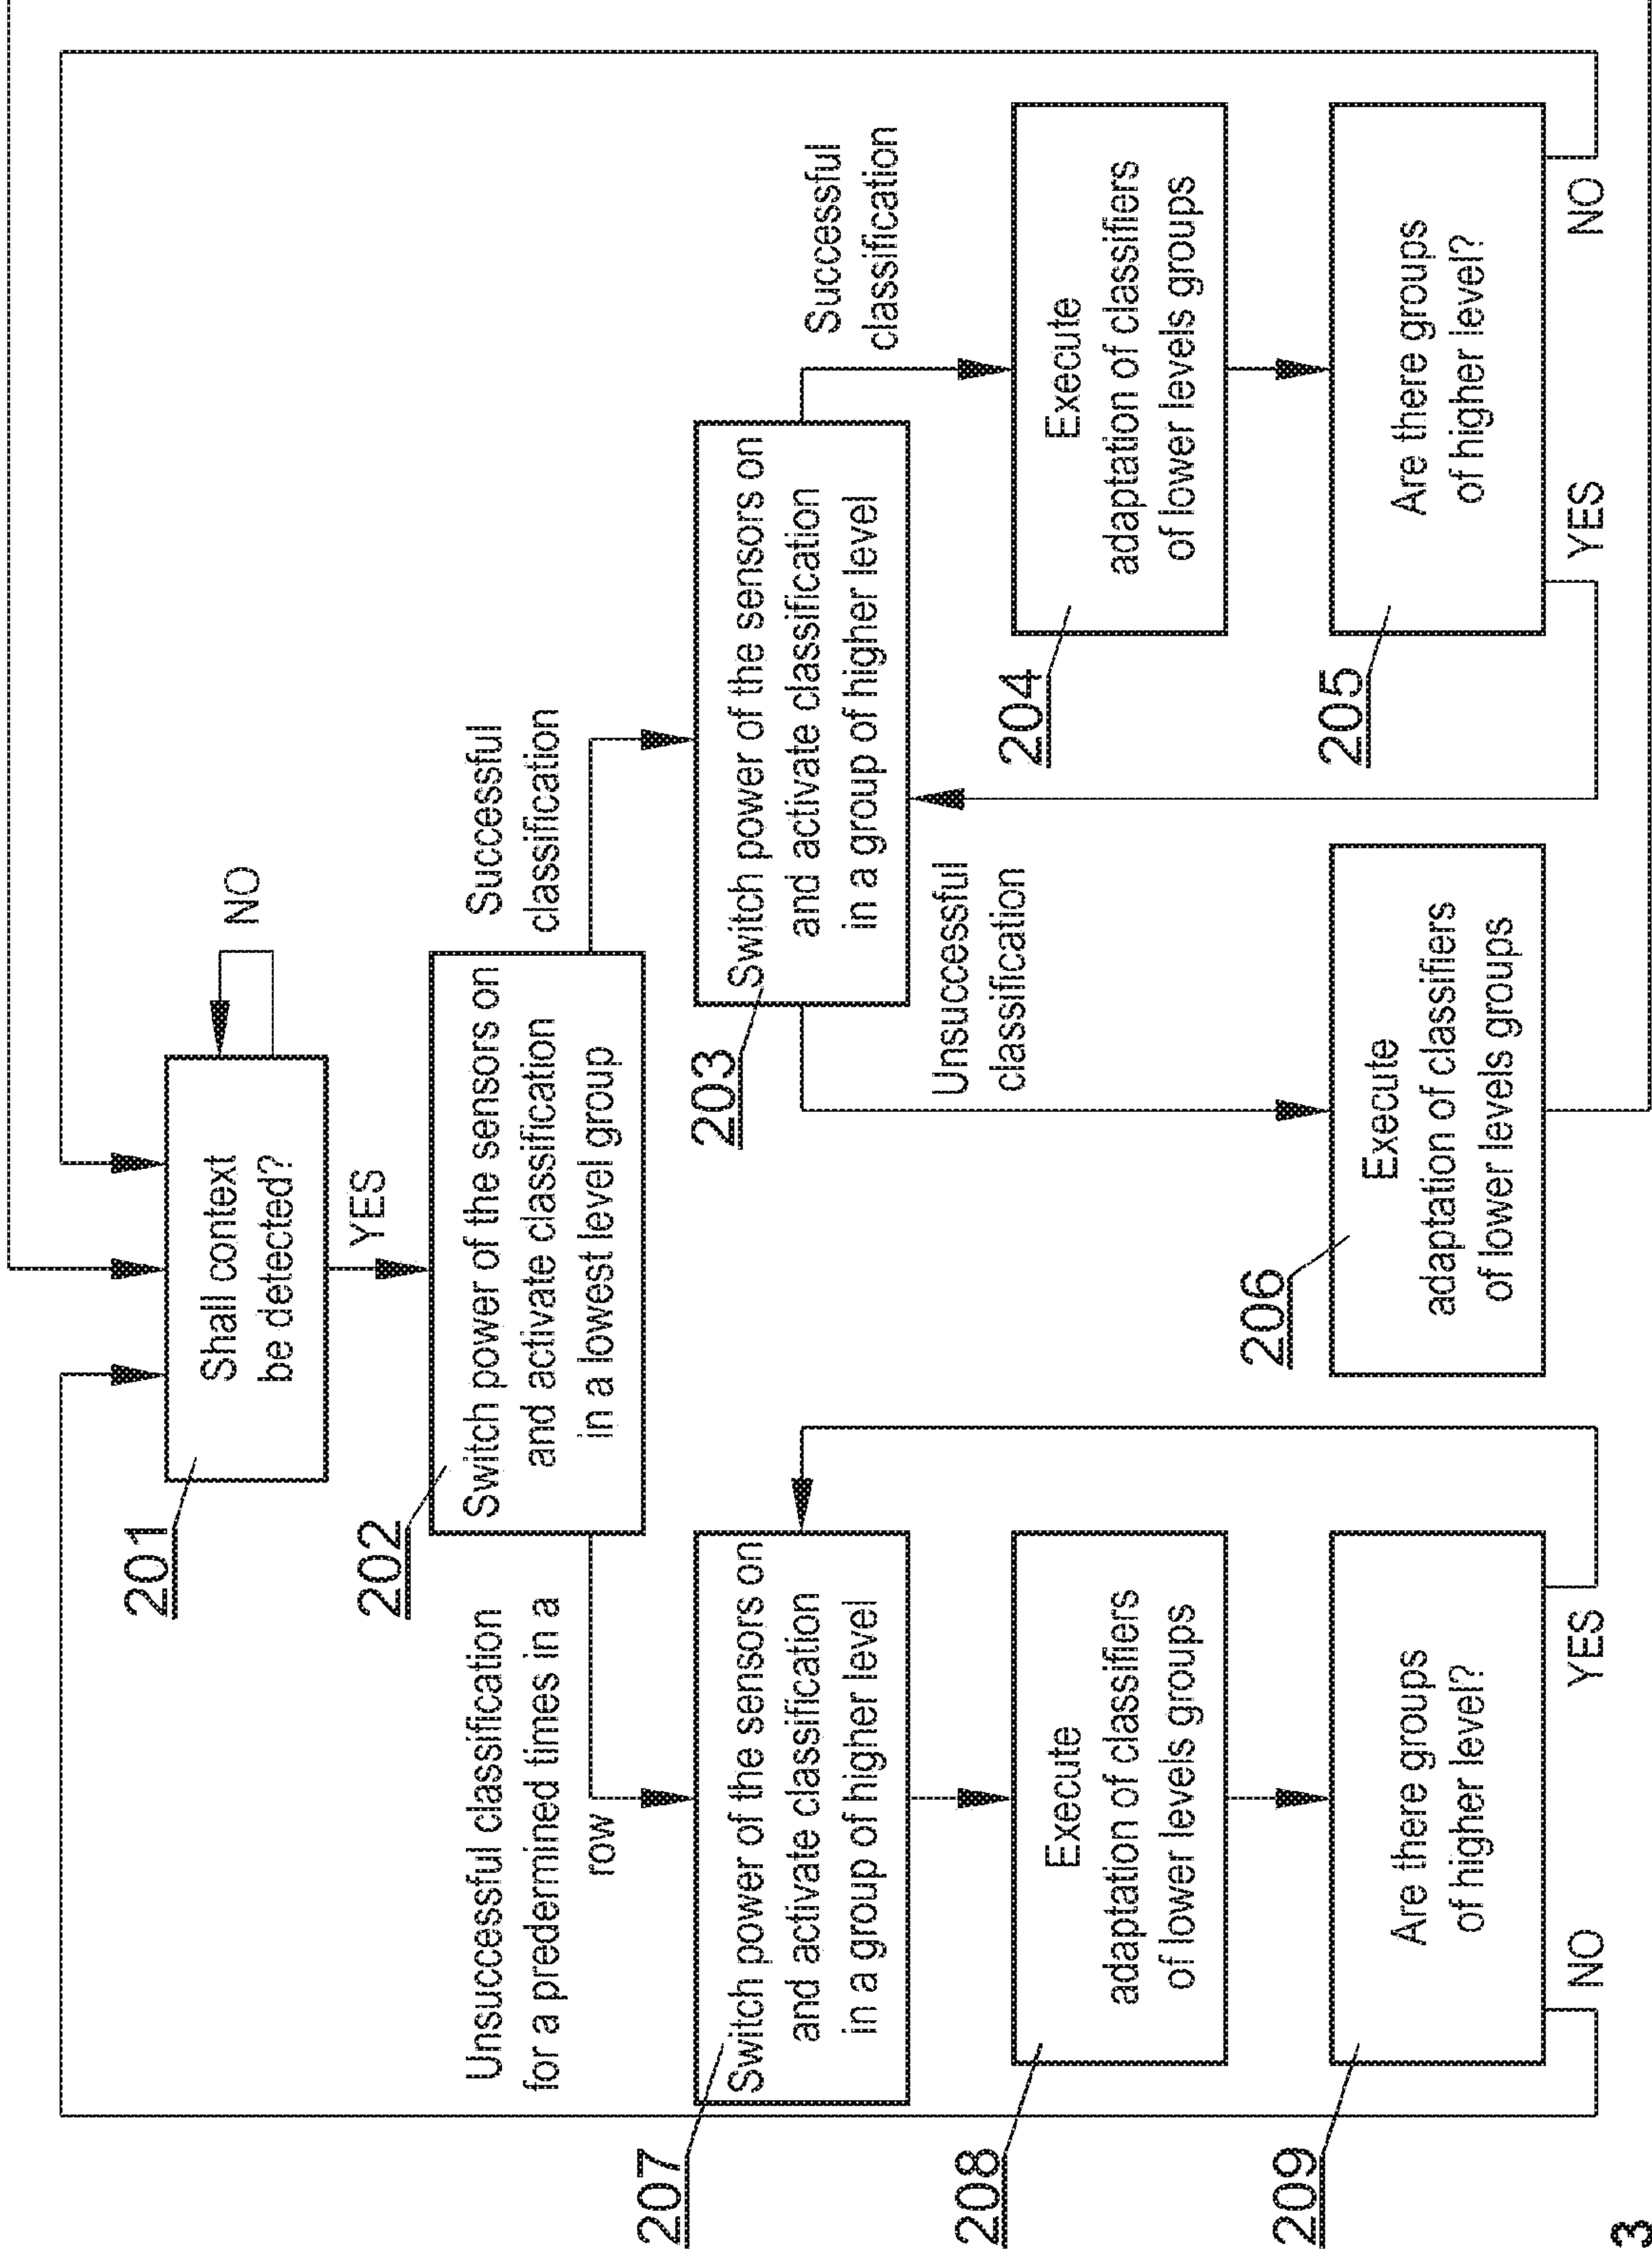 201
Shall context
be detected?
NO
YES
202
Switch power of the sensors on
and activate classification
in a lowest level group
Unsuccessful classification
for a predermined times in a
row
Successful
classification
207
Switch power of the sensors on
and activate classification
in a group of higher level
203
Switch power of the sensors on
and activate classification
in a group of higher level
Successful
classification
Unsuccessful
classification
208
Execute
adaptation of classifiers
of lower levels groups
204
Execute
adaptation of classifiers
of lower levels groups
209
Are there groups
of higher level?
NO
YES
206
Execute
adaptation of classifiers
of lower levels groups
205
Are there groups
of higher level?
YES
NO
3